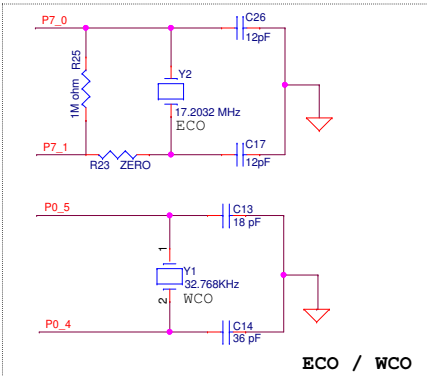 P7_0
C26
12pF
R25
1M ohm
Y2
17.2032 MHz
ECO
P7_1
R23 ZERO
C17
12pF
P0_5
C13
18 pF
1
Y1
32.768KHz
WCO
2
P0_4
C14
36 pF
ECO / WCO